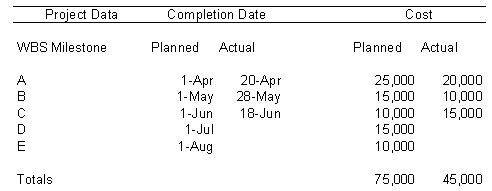 Project Data Completion Date Cost
WBS Milestone Planned Actual Planned Actual
A 1-Apr 20-Apr 25,000 20,000
B 1-May 28-May 15,000 10,000
C 1-Jun 18-Jun 10,000 15,000
D 1-Jul 15,000
E 1-Aug 10,000
Totals 75,000 45,000